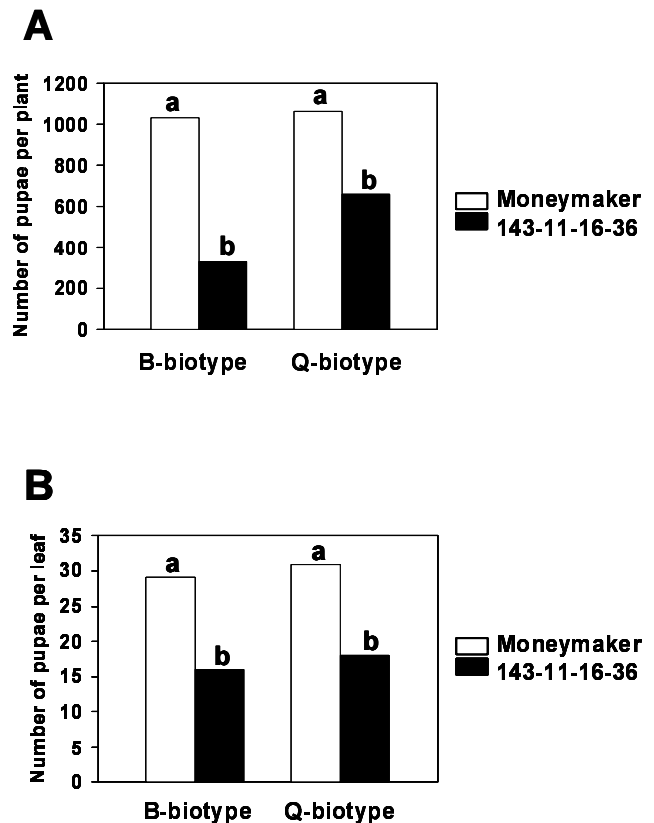 A
Number of pupae per plant
1200
1000
800
600
400
200
0
a
b
a
b
B-biotype
Q-biotype
Moneymaker
143-11-16-36
B
Number of pupae per leaf
35
30
25
20
15
10
5
0
a
b
a
b
B-biotype
Q-biotype
Moneymaker
143-11-16-36